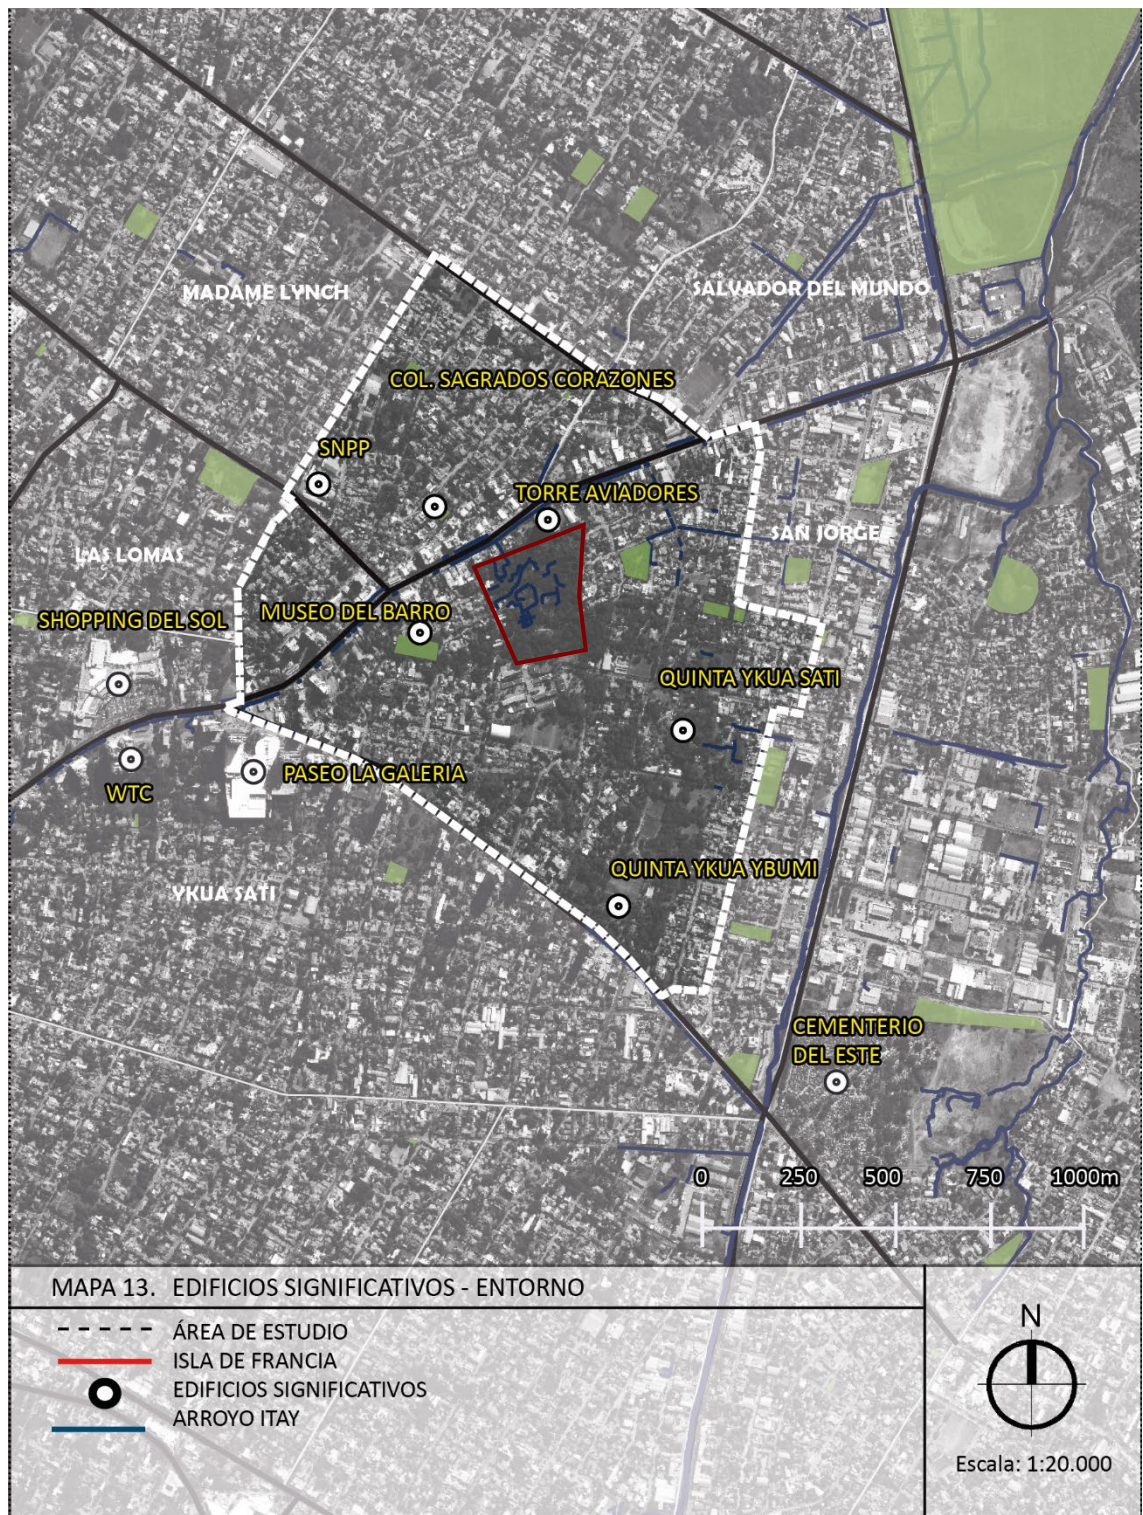 MADAME LYNCH
SALVADOR DEL MUNDO
COL. SAGRADOS CORAZONES
SNPP
TORRE AVIADORES
SAN JORGE
LAS LOMAS
MUSEO DEL BARRO
SHOPPING DEL SOL
QUINTA YKUA SATI
PASEO LA GALERIA
WTC
QUINTA YKUA YBUMI
YKUA SATI
CEMENTERIO
DEL ESTE
0 250 500 750 1000m
MAPA 13. EDIFICIOS SIGNIFICATIVOS - ENTORNO
ÁREA DE ESTUDIO
ISLA DE FRANCIA
EDIFICIOS SIGNIFICATIVOS
ARROYO ITAY
N
Escala: 1:20.000